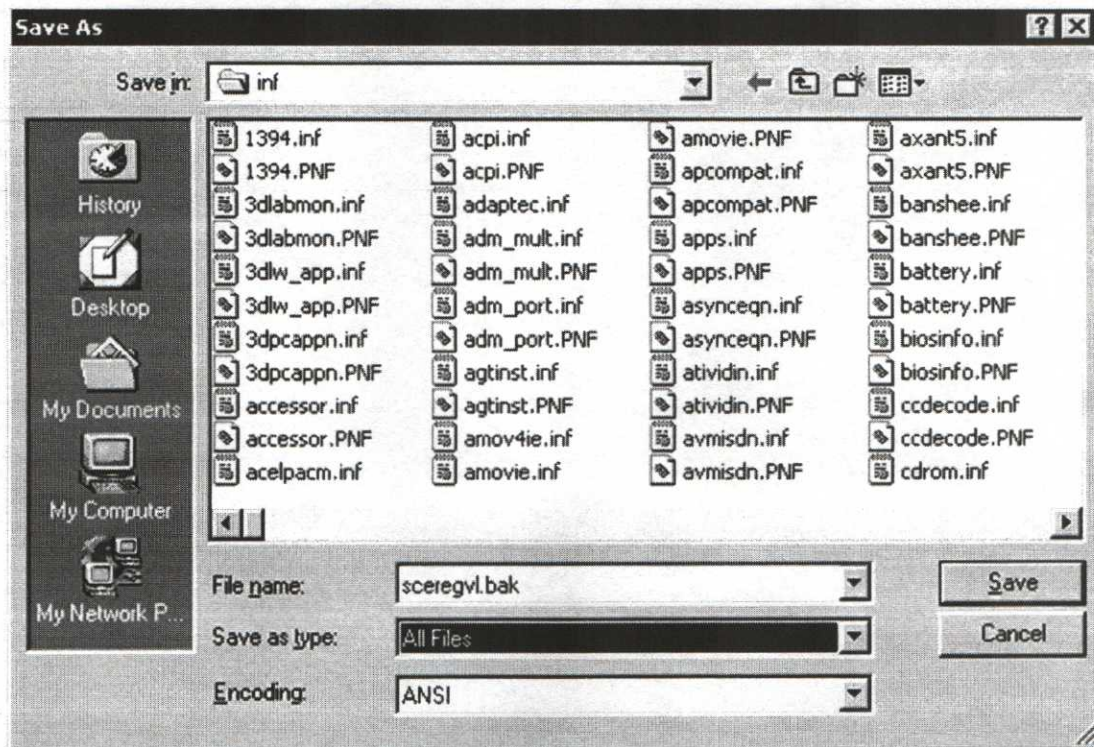 Save As
Save in: inf
History
Desktop
My Documents
My Computer
My Network P...
1394.inf
1394.PNF
3dlabmon.inf
3dlabmon.PNF
3dlw_app.inf
3dlw_app.PNF
3dpcappn.inf
3dpcappn.PNF
accessor.inf
accessor.PNF
acelpacm.inf
acpi.inf
acpi.PNF
adaptec.inf
adm_mult.inf
adm_mult.PNF
adm_port.inf
adm_port.PNF
agtinst.inf
agtinst.PNF
amov4ie.inf
amovie.inf
amovie.PNF
apcompat.inf
apcompat.PNF
apps.inf
apps.PNF
asynceqn.inf
asynceqn.PNF
atividin.inf
atividin.PNF
avmisdn.inf
avmisdn.PNF
axant5.inf
axant5.PNF
banshee.inf
banshee.PNF
battery.inf
battery.PNF
biosinfo.inf
biosinfo.PNF
ccdecode.inf
ccdecode.PNF
cdrom.inf
File name: sceregvl.bak
Save
Save as type: All Files
Cancel
Encoding: ANSI